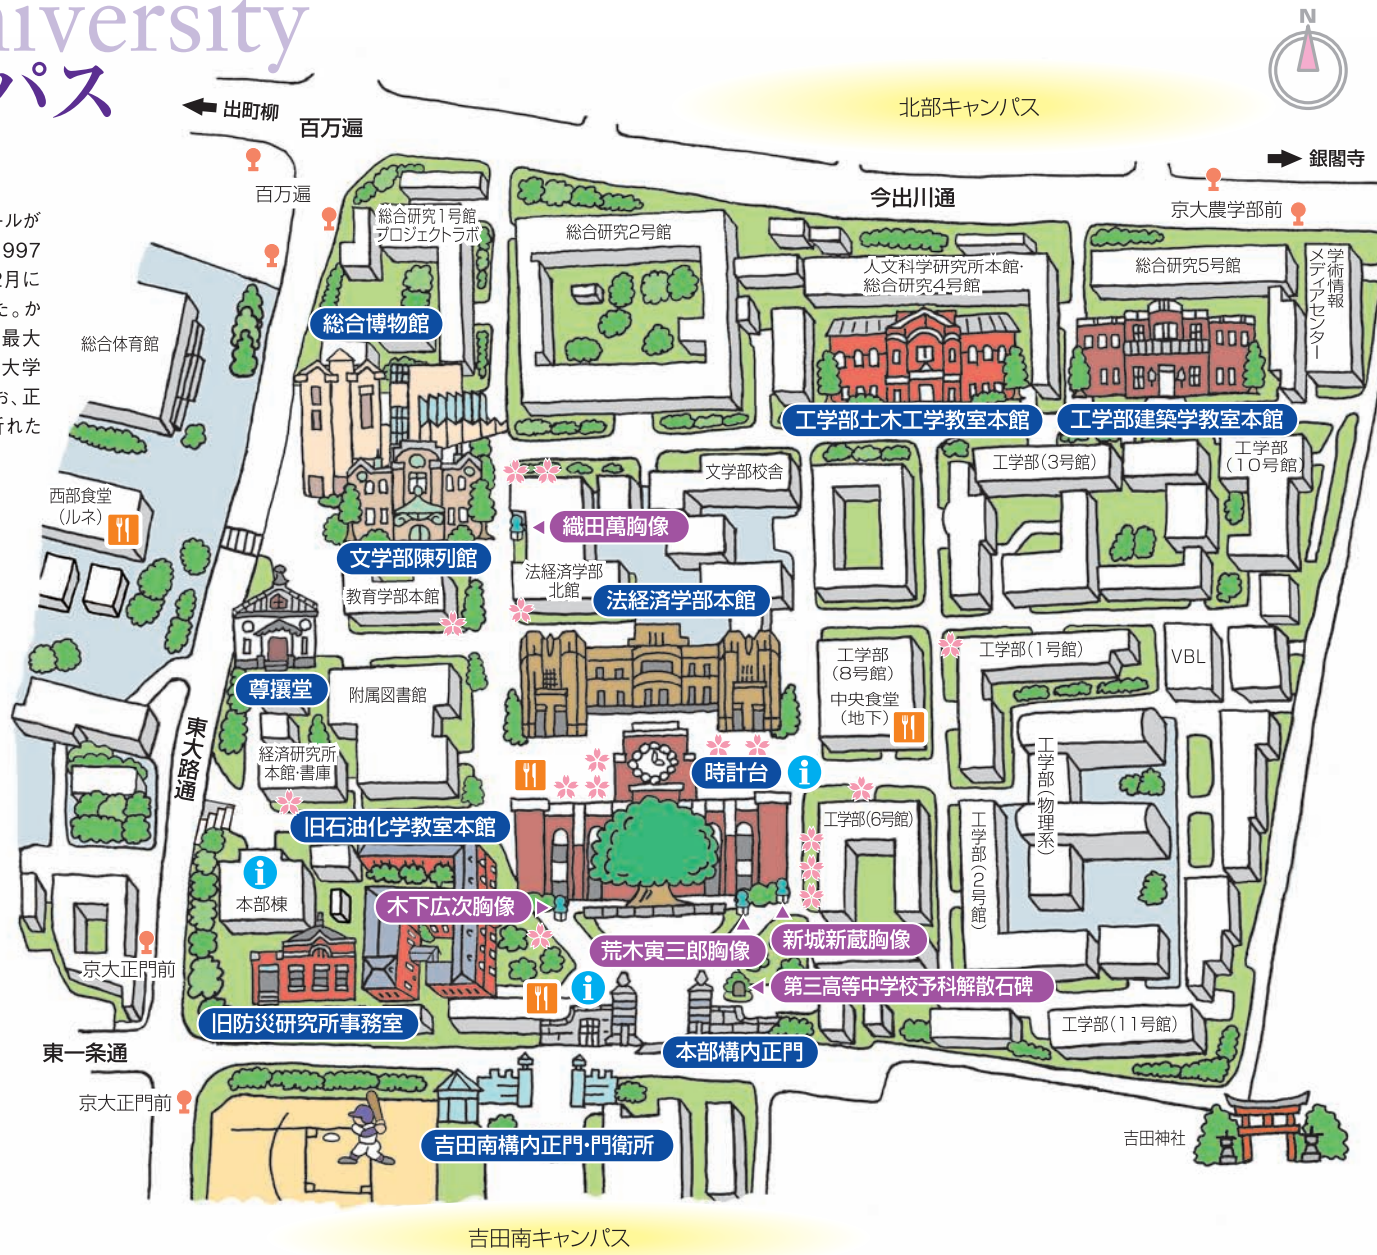 niversity
パス
N
出町柳
百万遍
北部キャンパス
銀閣寺
百万遍
今出川通
京大農学部前
ールが
997
2月に
た。か
最大
大学
お、正
折れた
総合研究1号館
プロジェクトラボ
総合研究2号館
人文科学研究所本館・
総合研究4号館
総合研究5号館
学術情報
メディアセンター
総合体育館
総合博物館
工学部土木工学教室本館
工学部建築学教室本館
文学部校舎
工学部(3号館)
工学部
(10号館)
西部食堂
(ルネ)
織田萬胸像
文学部陳列館
法経済学部
北館
法経済学部本館
教育学部本館
工学部
(8号館)
中央食堂
(地下)
工学部(1号館)
VBL
尊攘堂
附属図書館
東大路通
経済研究所
本館・書庫
時計台
i
工学部(物理系)
旧石油化学教室本館
工学部(6号館)
工学部(2号館)
i
本部棟
木下広次胸像
荒木寅三郎胸像
新城新蔵胸像
京大正門前
i
第三高等中学校予科解散石碑
旧防災研究所事務室
本部構内正門
工学部(11号館)
東一条通
京大正門前
吉田南構内正門・門衛所
吉田神社
吉田南キャンパス